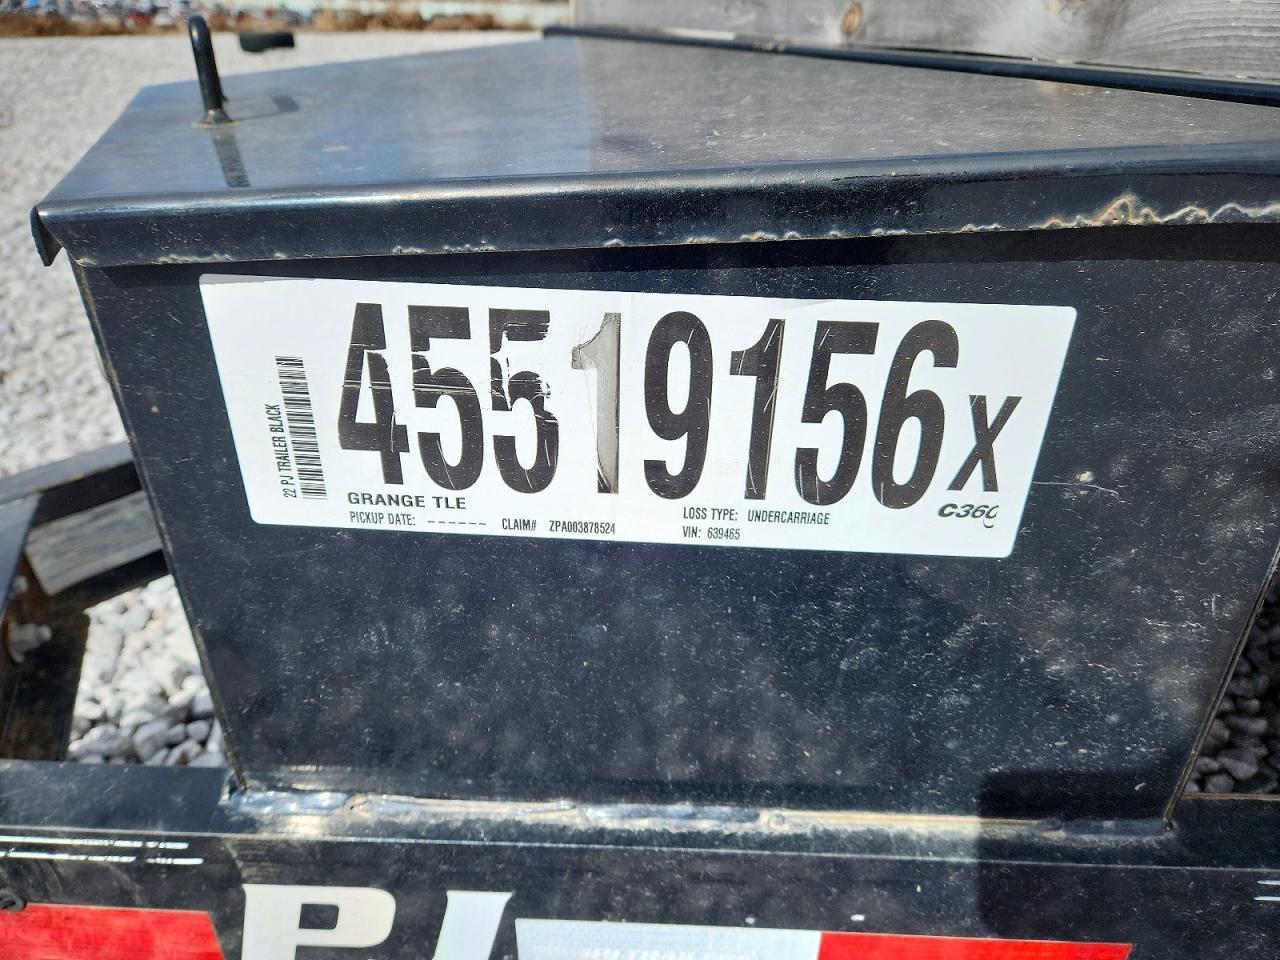 22 PJ TRAILER BLACK
45519156X
GRANGE TLE C360
PICKUP DATE: ------ CLAIM# ZPA003878524 LOSS TYPE: UNDERCARRIAGE
VIN: 639465
PJ